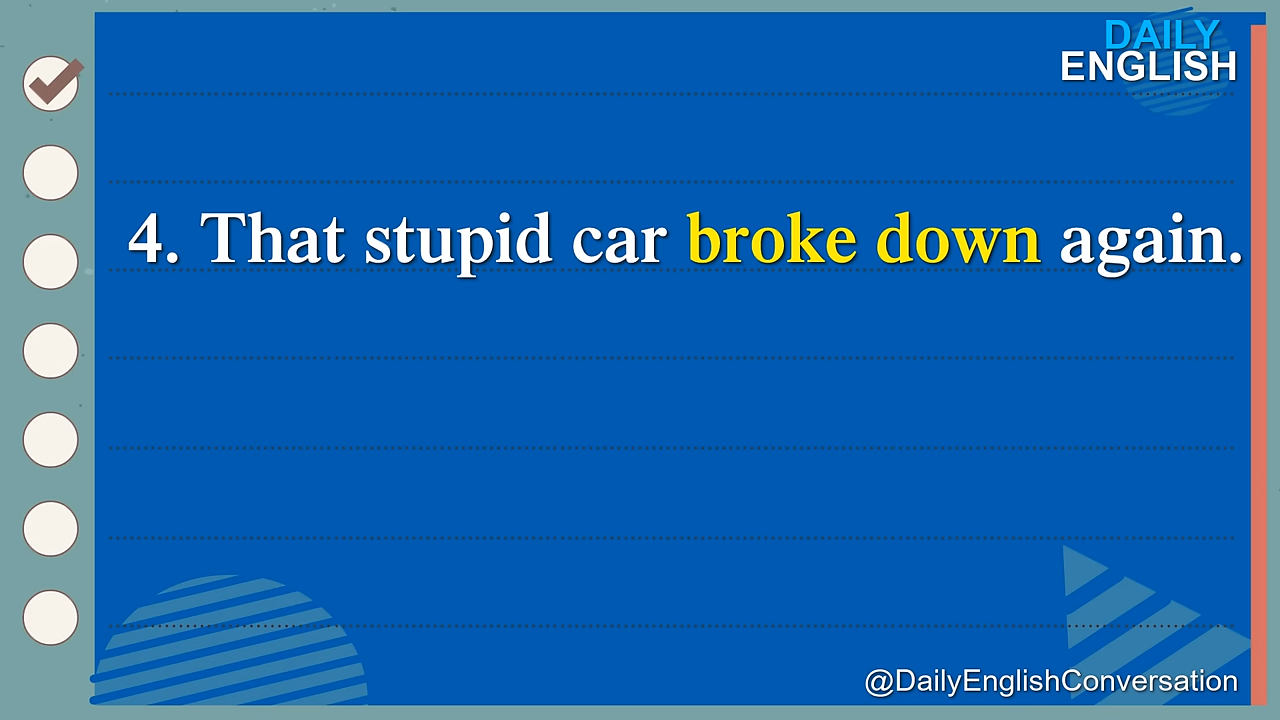 DAILY
ENGLISH
4. That stupid car broke down again.
@DailyEnglishConversation